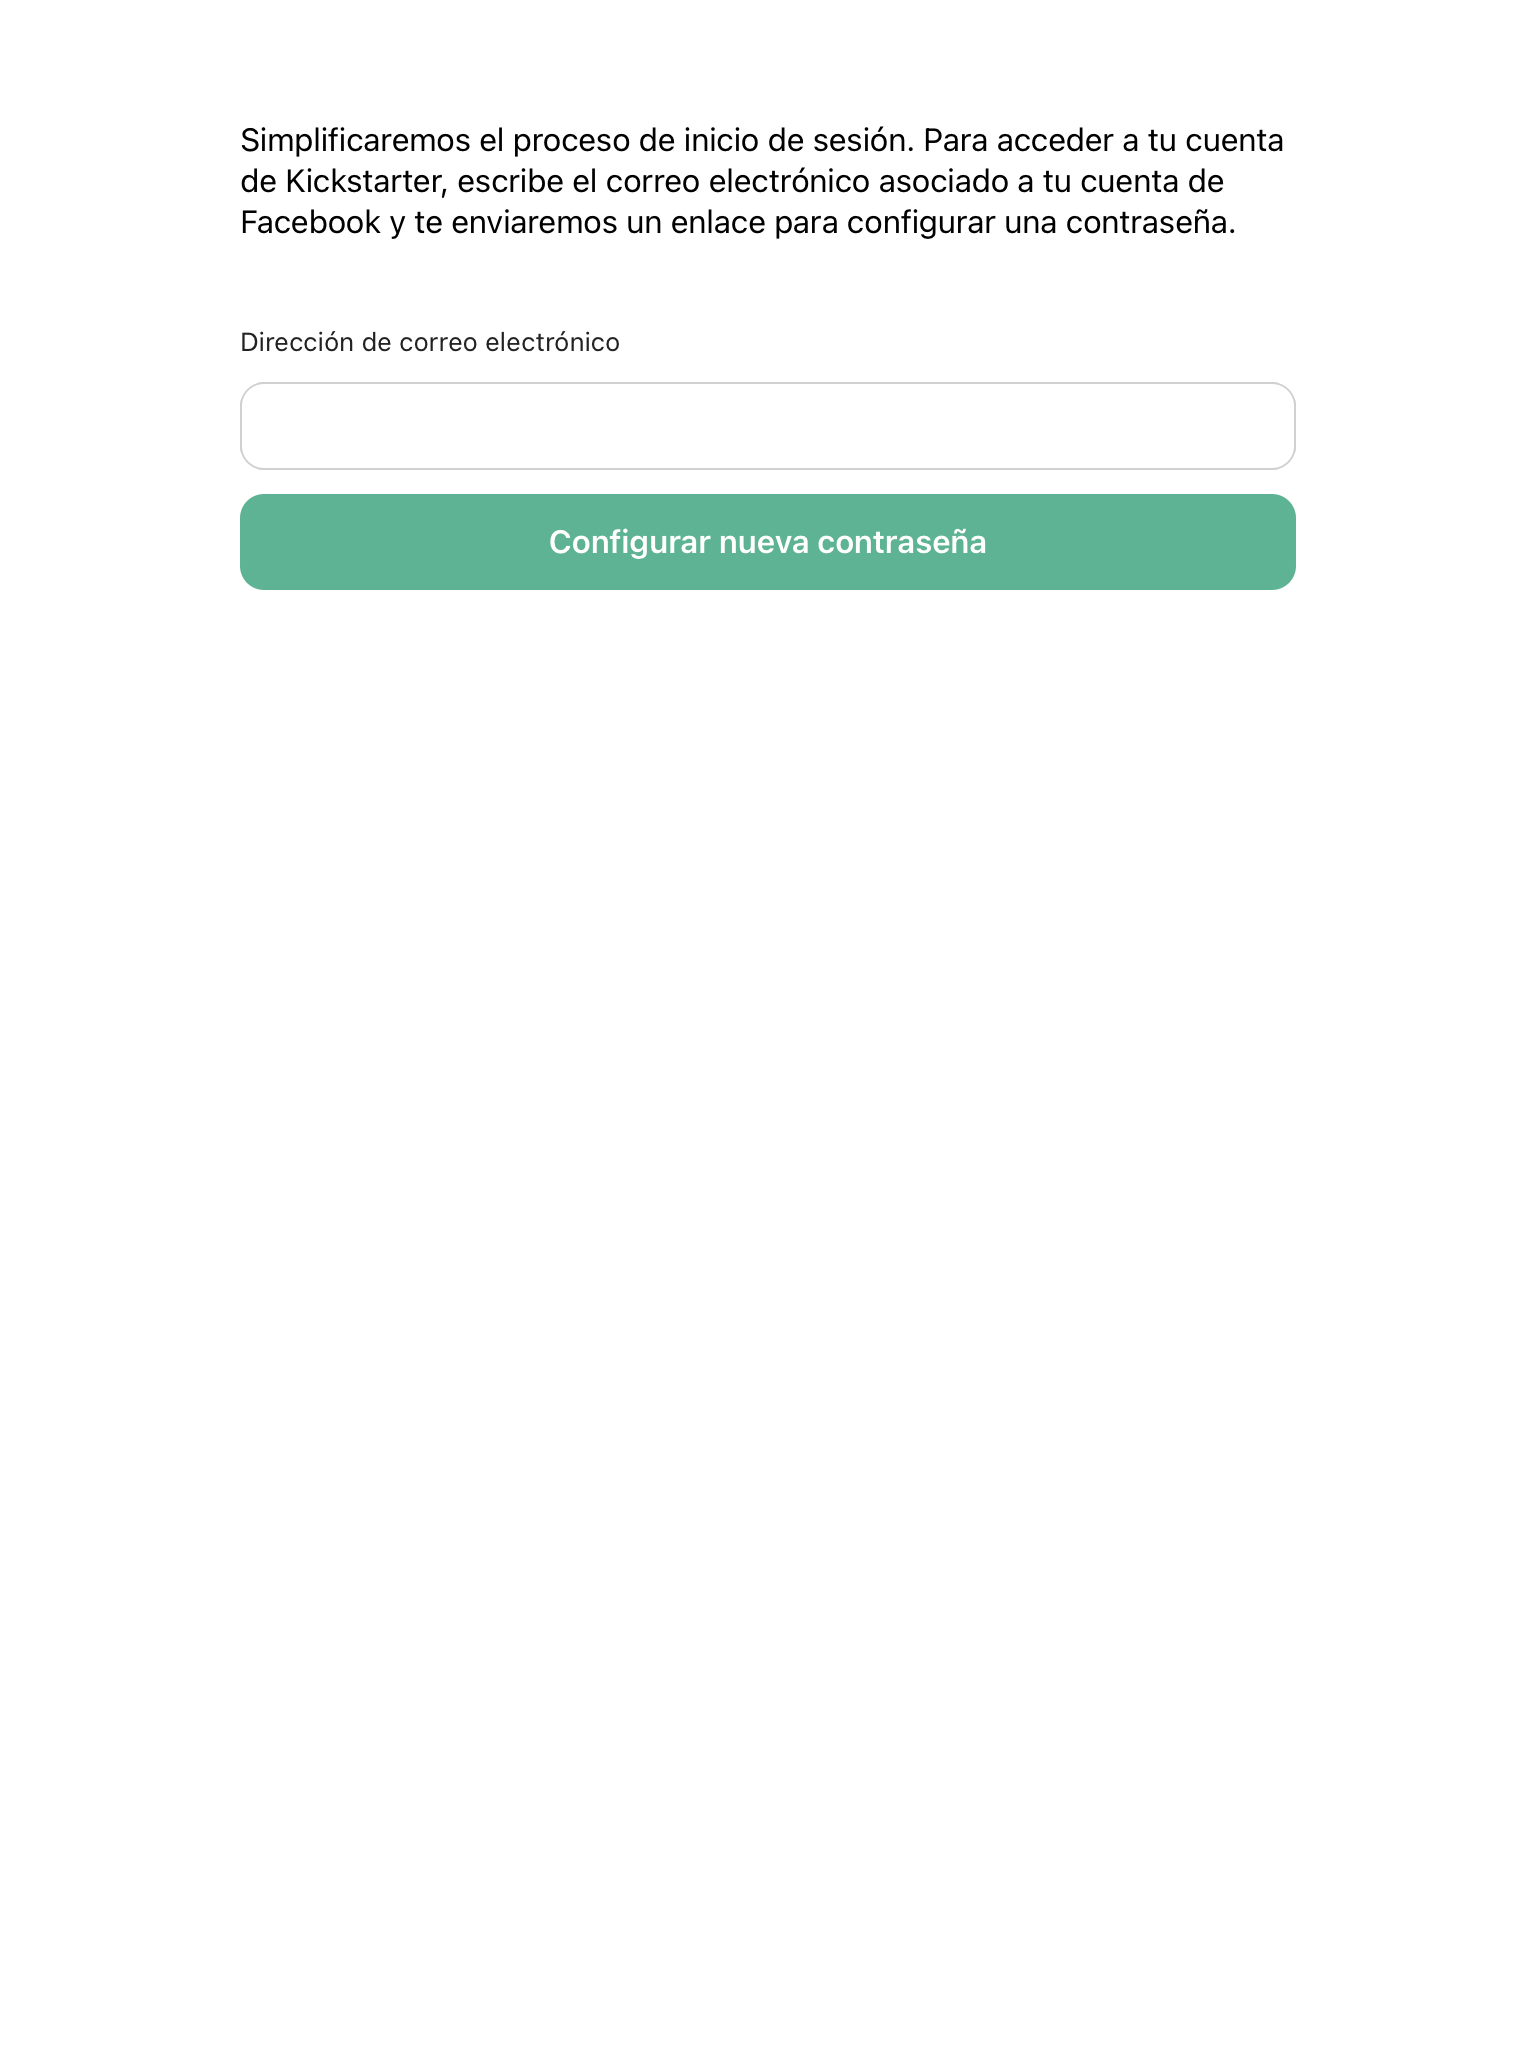 Simplificaremos el proceso de inicio de sesión. Para acceder a tu cuenta
de Kickstarter, escribe el correo electrónico asociado a tu cuenta de
Facebook y te enviaremos un enlace para configurar una contraseña.
Dirección de correo electrónico
Configurar nueva contraseña